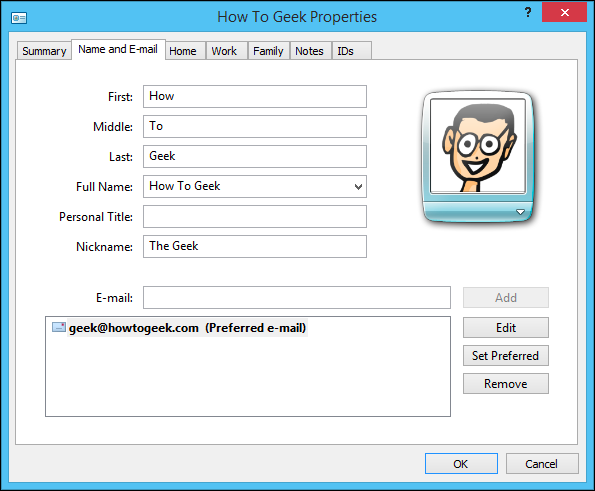 How To Geek Properties
?
Summary Name and E-mail Home Work Family Notes IDs
First: How
Middle: To
Last: Geek
Full Name: How To Geek
Personal Title:
Nickname: The Geek
E-mail: Add
geek@howtogeek.com (Preferred e-mail)
Edit
Set Preferred
Remove
OK Cancel